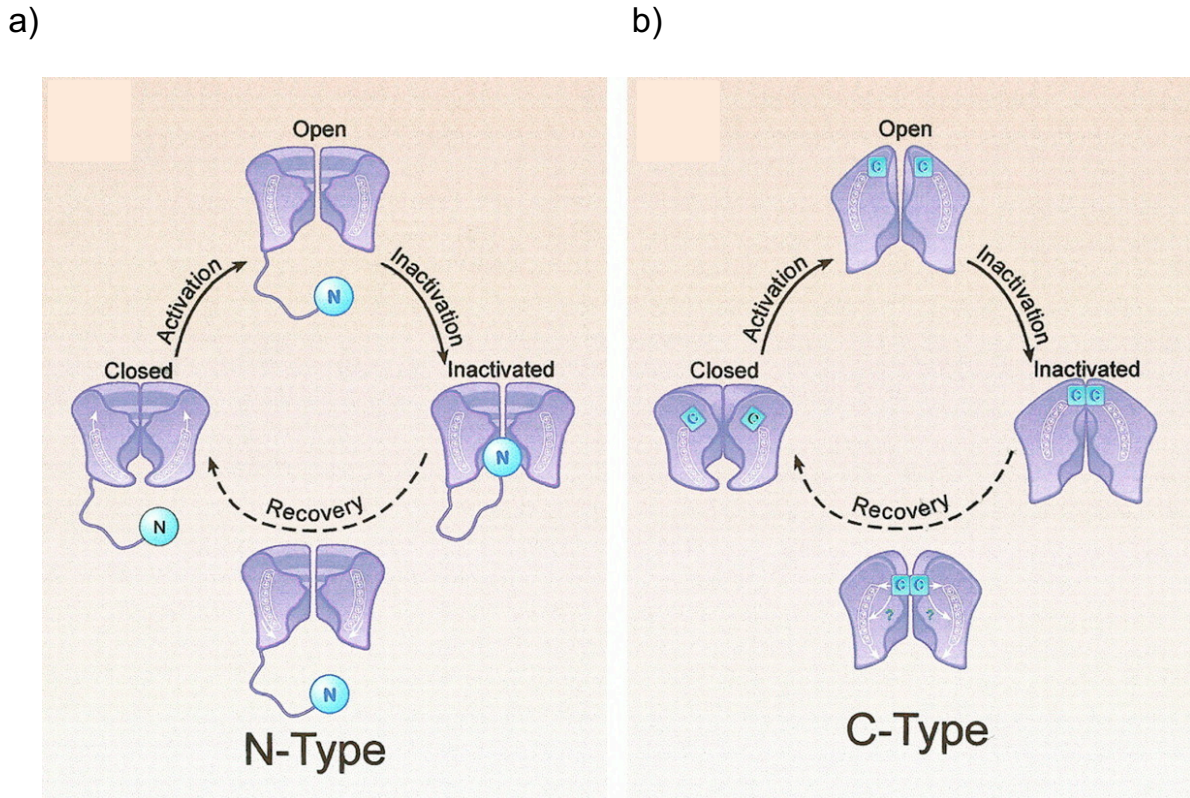 a)
Open
N
Activation
Inactivation
Closed
Inactivated
N
N
Recovery
N
N-Type
b)
Open
C C
Activation
Inactivation
Closed
Inactivated
C C
C C
Recovery
C C
? ?
C-Type